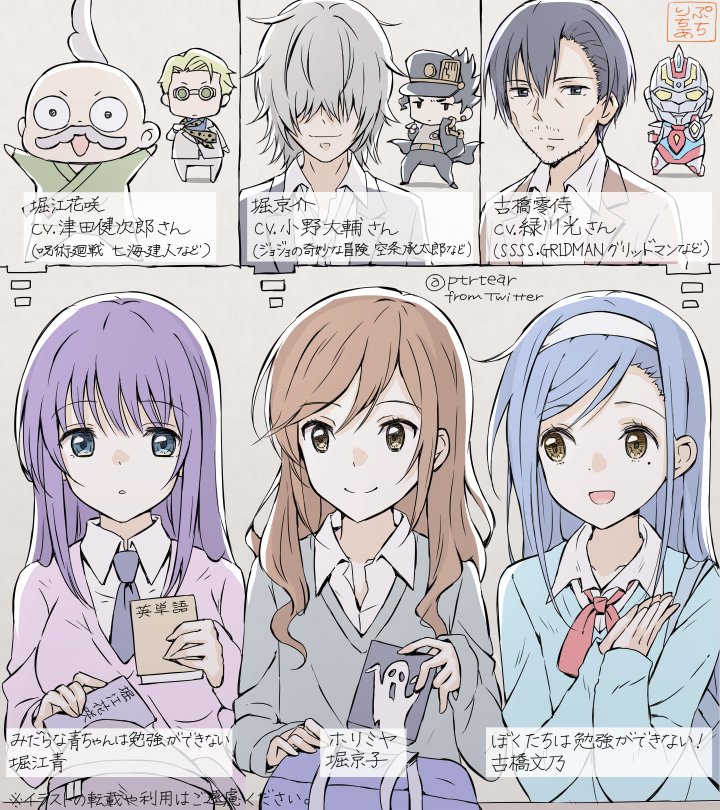 ぷち
りちあ
堀江花咲
CV.津田健次郎さん
(呪術廻戦 七海建人など)
堀京介
CV.小野大輔さん
(ジョジョの奇妙な冒険 空条承太郎など)
古橋零侍
CV.緑川光さん
(SSSS.GRIDMAN グリッドマンなど)
@ptrtear
from Twitter
英単語
堀江花咲
みだらな青ちゃんは勉強ができない
堀江青
ホリミヤ
堀京子
ぼくたちは勉強ができない!
古橋文乃
※イラストの転載や利用はご遠慮ください。